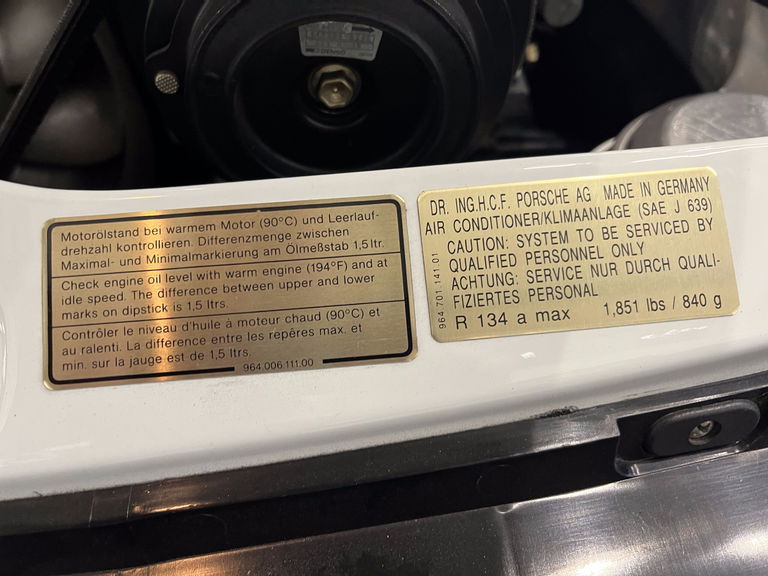 Motorölstand bei warmem Motor (90°C) und Leerlauf-
drehzahl kontrollieren. Differenzmenge zwischen
Maximal- und Minimalmarkierung am Ölmeßstab 1,5 ltr.
Check engine oil level with warm engine (194°F) and at
idle speed. The difference between upper and lower
marks on dipstick is 1,5 ltrs.
Contrôler le niveau d'huile à moteur chaud (90°C) et
au ralenti. La différence entre les repêres max. et
min. sur la jauge est de 1,5 ltrs.
964.006.111.00
DR. ING.H.C.F. PORSCHE AG MADE IN GERMANY
AIR CONDITIONER/KLIMAANLAGE (SAE J 639)
CAUTION: SYSTEM TO BE SERVICED BY
QUALIFIED PERSONNEL ONLY
ACHTUNG: SERVICE NUR DURCH QUALI-
FIZIERTES PERSONAL
R 134 a max 1,851 lbs / 840 g
964.701.141.01